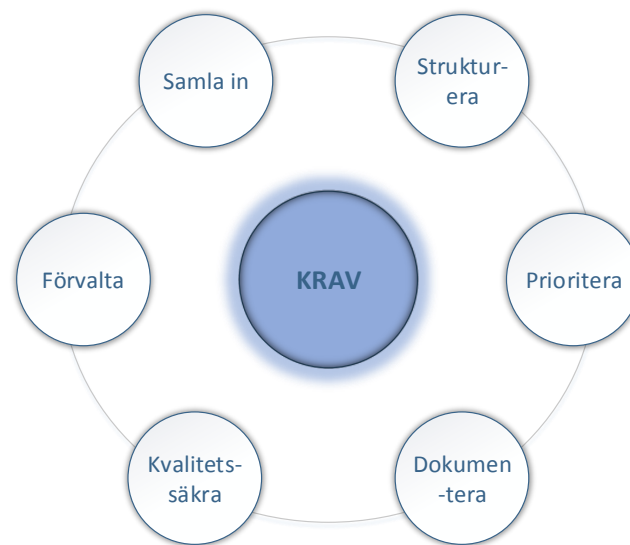 Samla in
Struktur-
era
Förvalta
KRAV
Prioritera
Kvalitets-
säkra
Dokumen
-tera